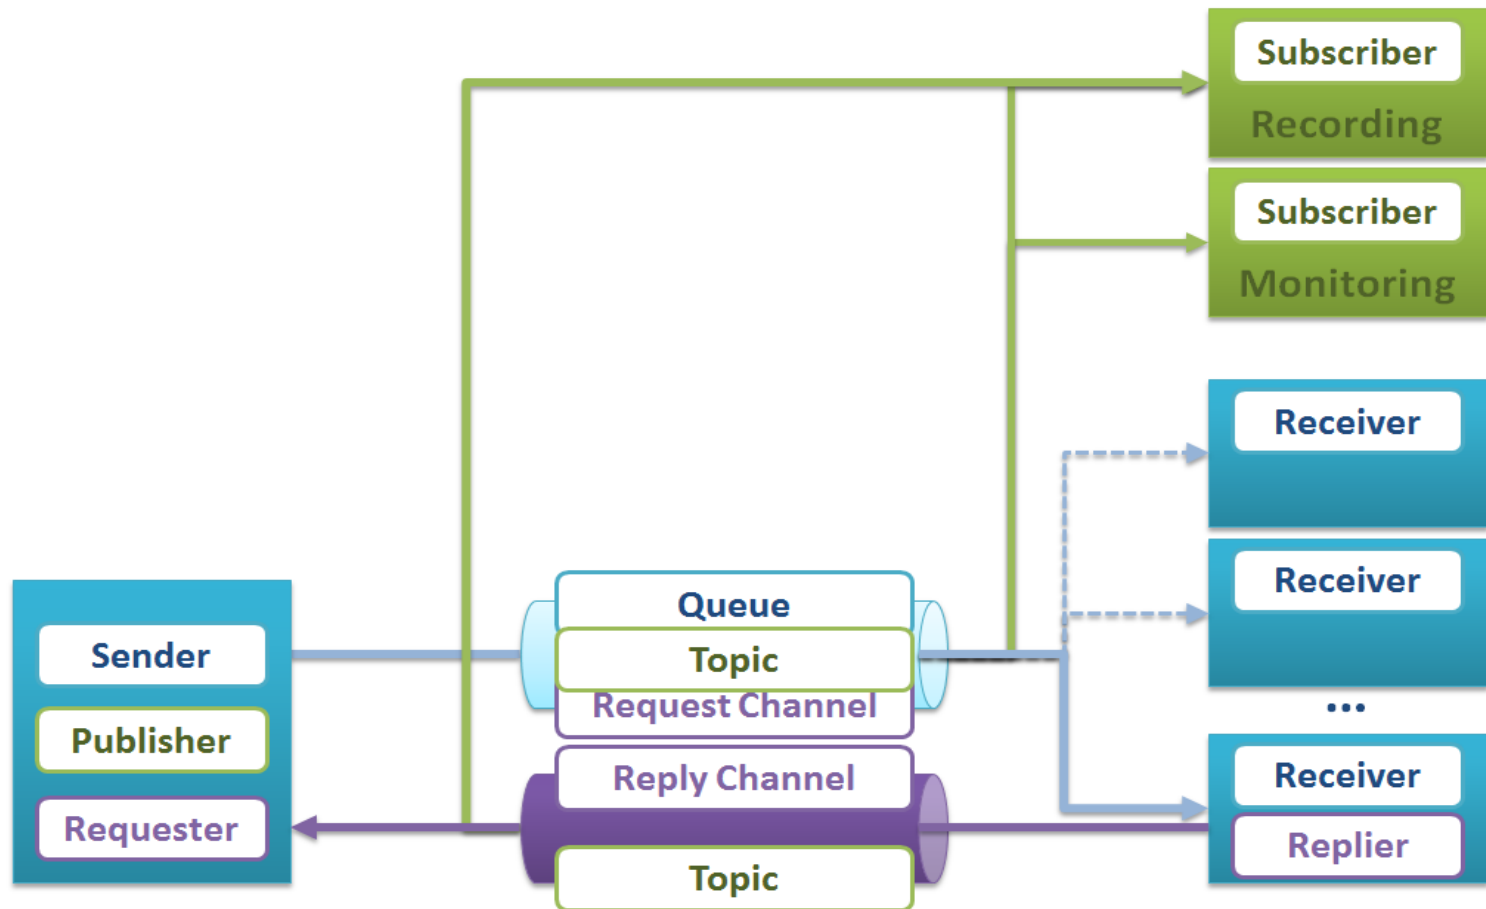 Subscriber
Recording
Subscriber
Monitoring
Receiver
Receiver
...
Receiver
Replier
Queue
Topic
Request Channel
Reply Channel
Topic
Sender
Publisher
Requester